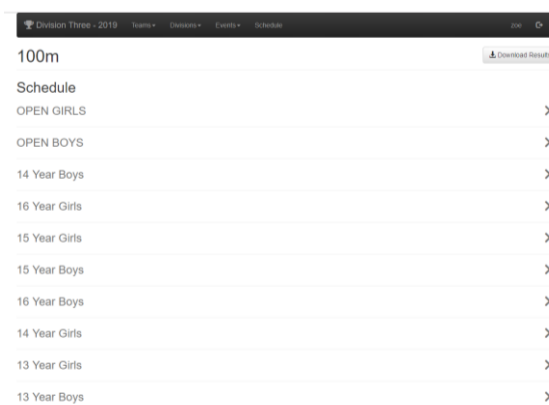 Division Three - 2019 Teams Divisions Events Schedule zoe
100m
Download Results
Schedule
OPEN GIRLS
OPEN BOYS
14 Year Boys
16 Year Girls
15 Year Girls
15 Year Boys
16 Year Boys
14 Year Girls
13 Year Girls
13 Year Boys